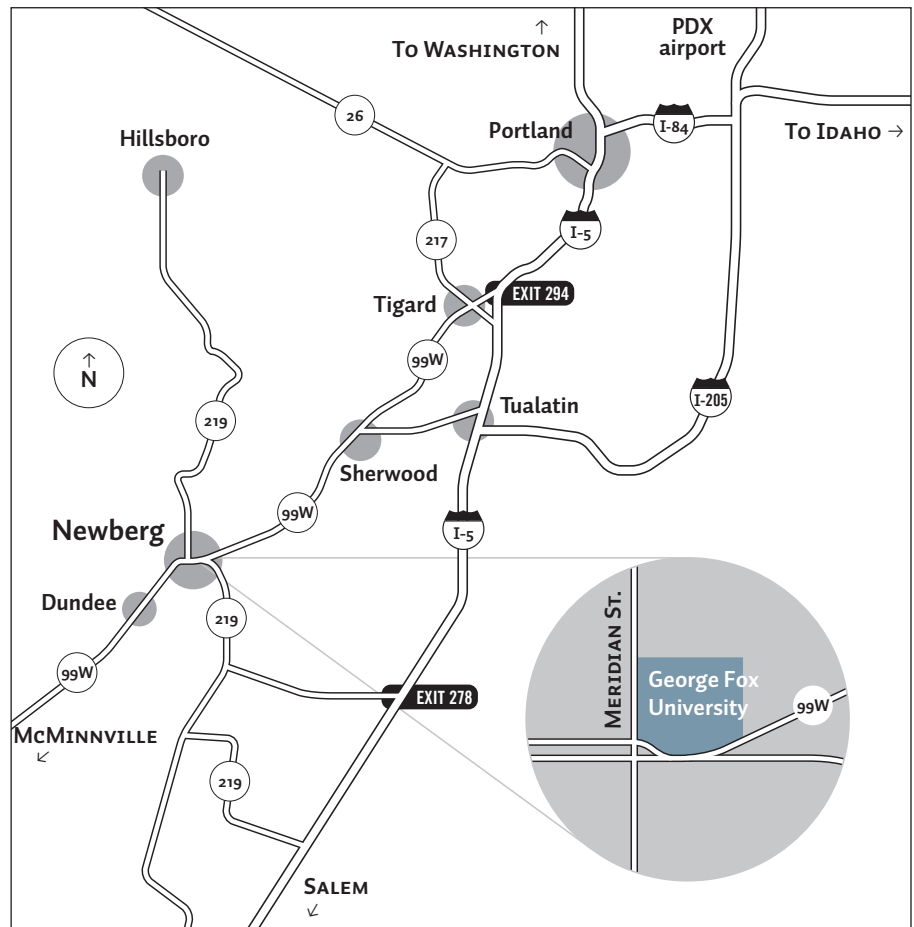 ↑
To Washington
PDX
airport
26
Portland
I-84
To Idaho →
Hillsboro
217
I-5
Tigard
EXIT 294
99W
↑
N
219
Tualatin
I-205
Sherwood
99W
I-5
Newberg
Dundee
219
99W
EXIT 278
McMinnville
↙
219
Salem
↙
Meridian St.
George Fox
University
99W